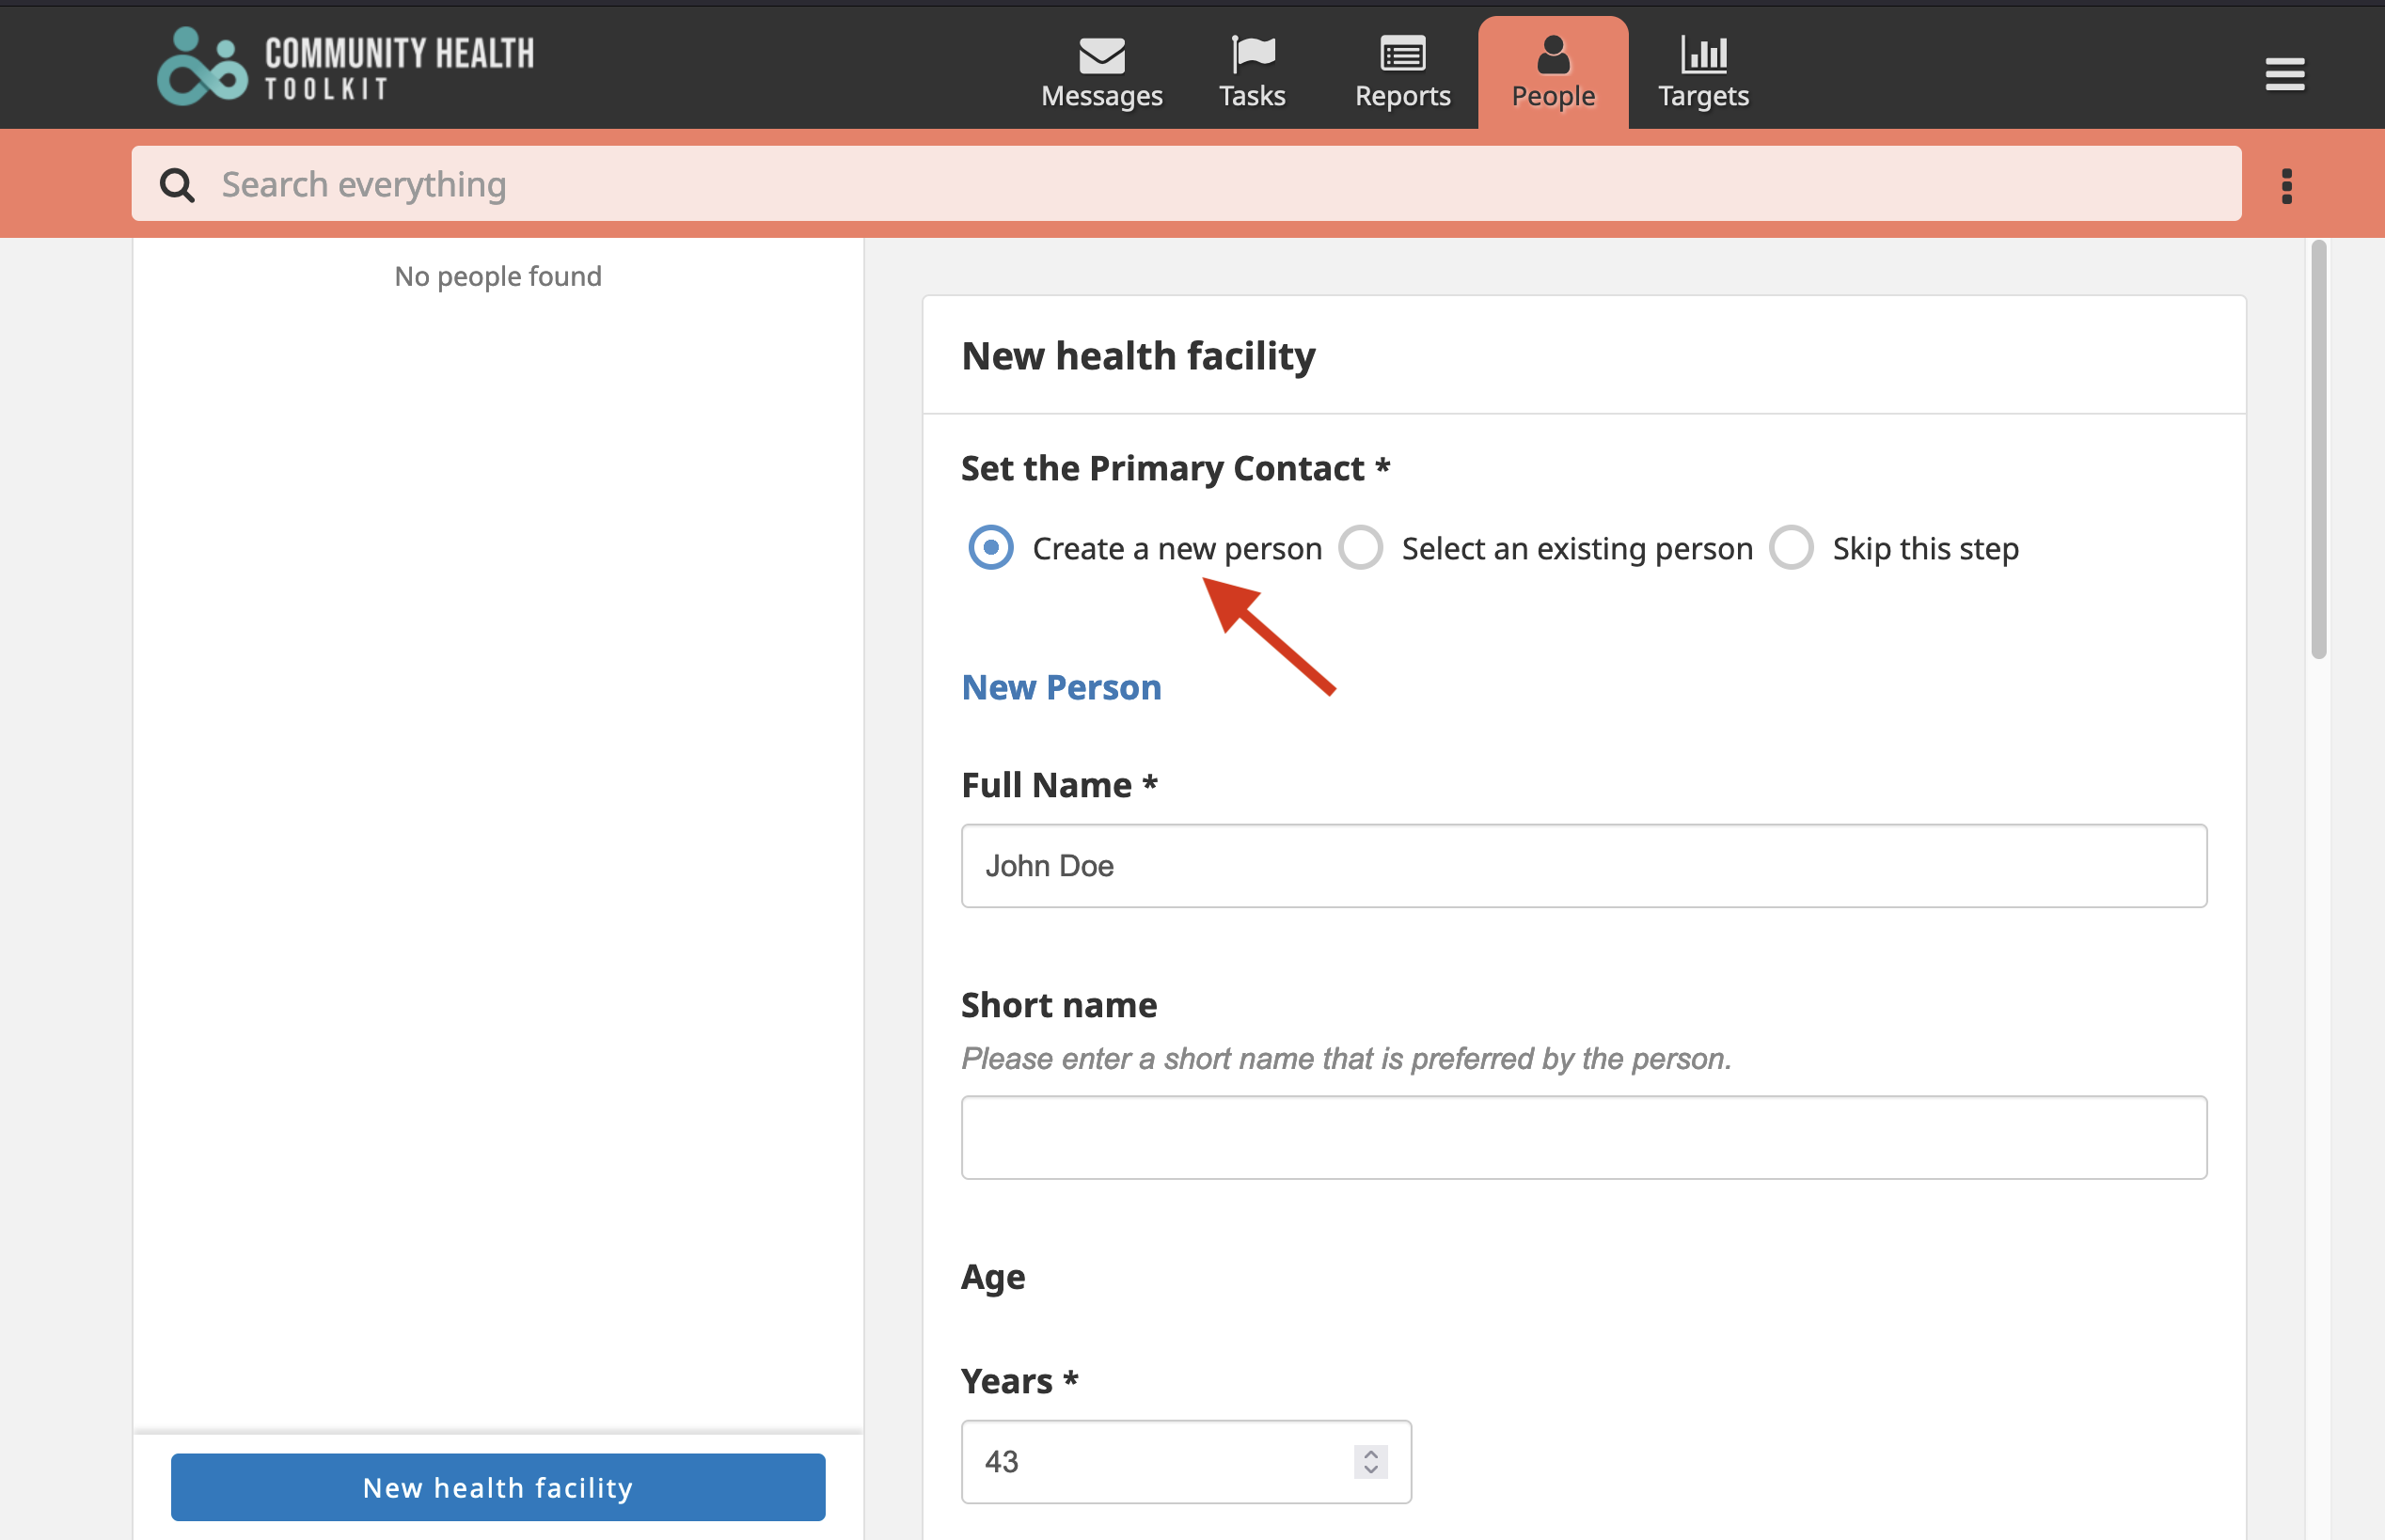 COMMUNITY HEALTH
TOOLKIT
Messages
Tasks
Reports
People
Targets
Search everything
No people found
New health facility
Set the Primary Contact *
Create a new person
Select an existing person
Skip this step
New Person
Full Name *
John Doe
Short name
Please enter a short name that is preferred by the person.
Age
Years *
43
New health facility